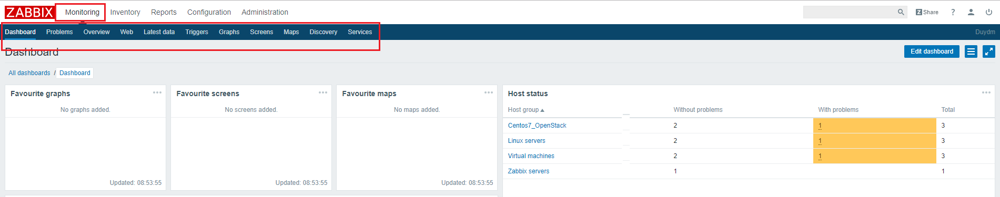 ZABBIX Monitoring Inventory Reports Configuration Administration Z Share ?
Dashboard Problems Overview Web Latest data Triggers Graphs Screens Maps Discovery Services Duydm
Dashboard Edit dashboard
All dashboards / Dashboard
Favourite graphs
No graphs added.
Updated: 08:53:55
Favourite screens
No screens added.
Updated: 08:53:55
Favourite maps
No maps added.
Updated: 08:53:55
Host status
Host group Without problems With problems Total
Centos7_OpenStack 2 1 3
Linux servers 2 1 3
Virtual machines 2 1 3
Zabbix servers 1 1